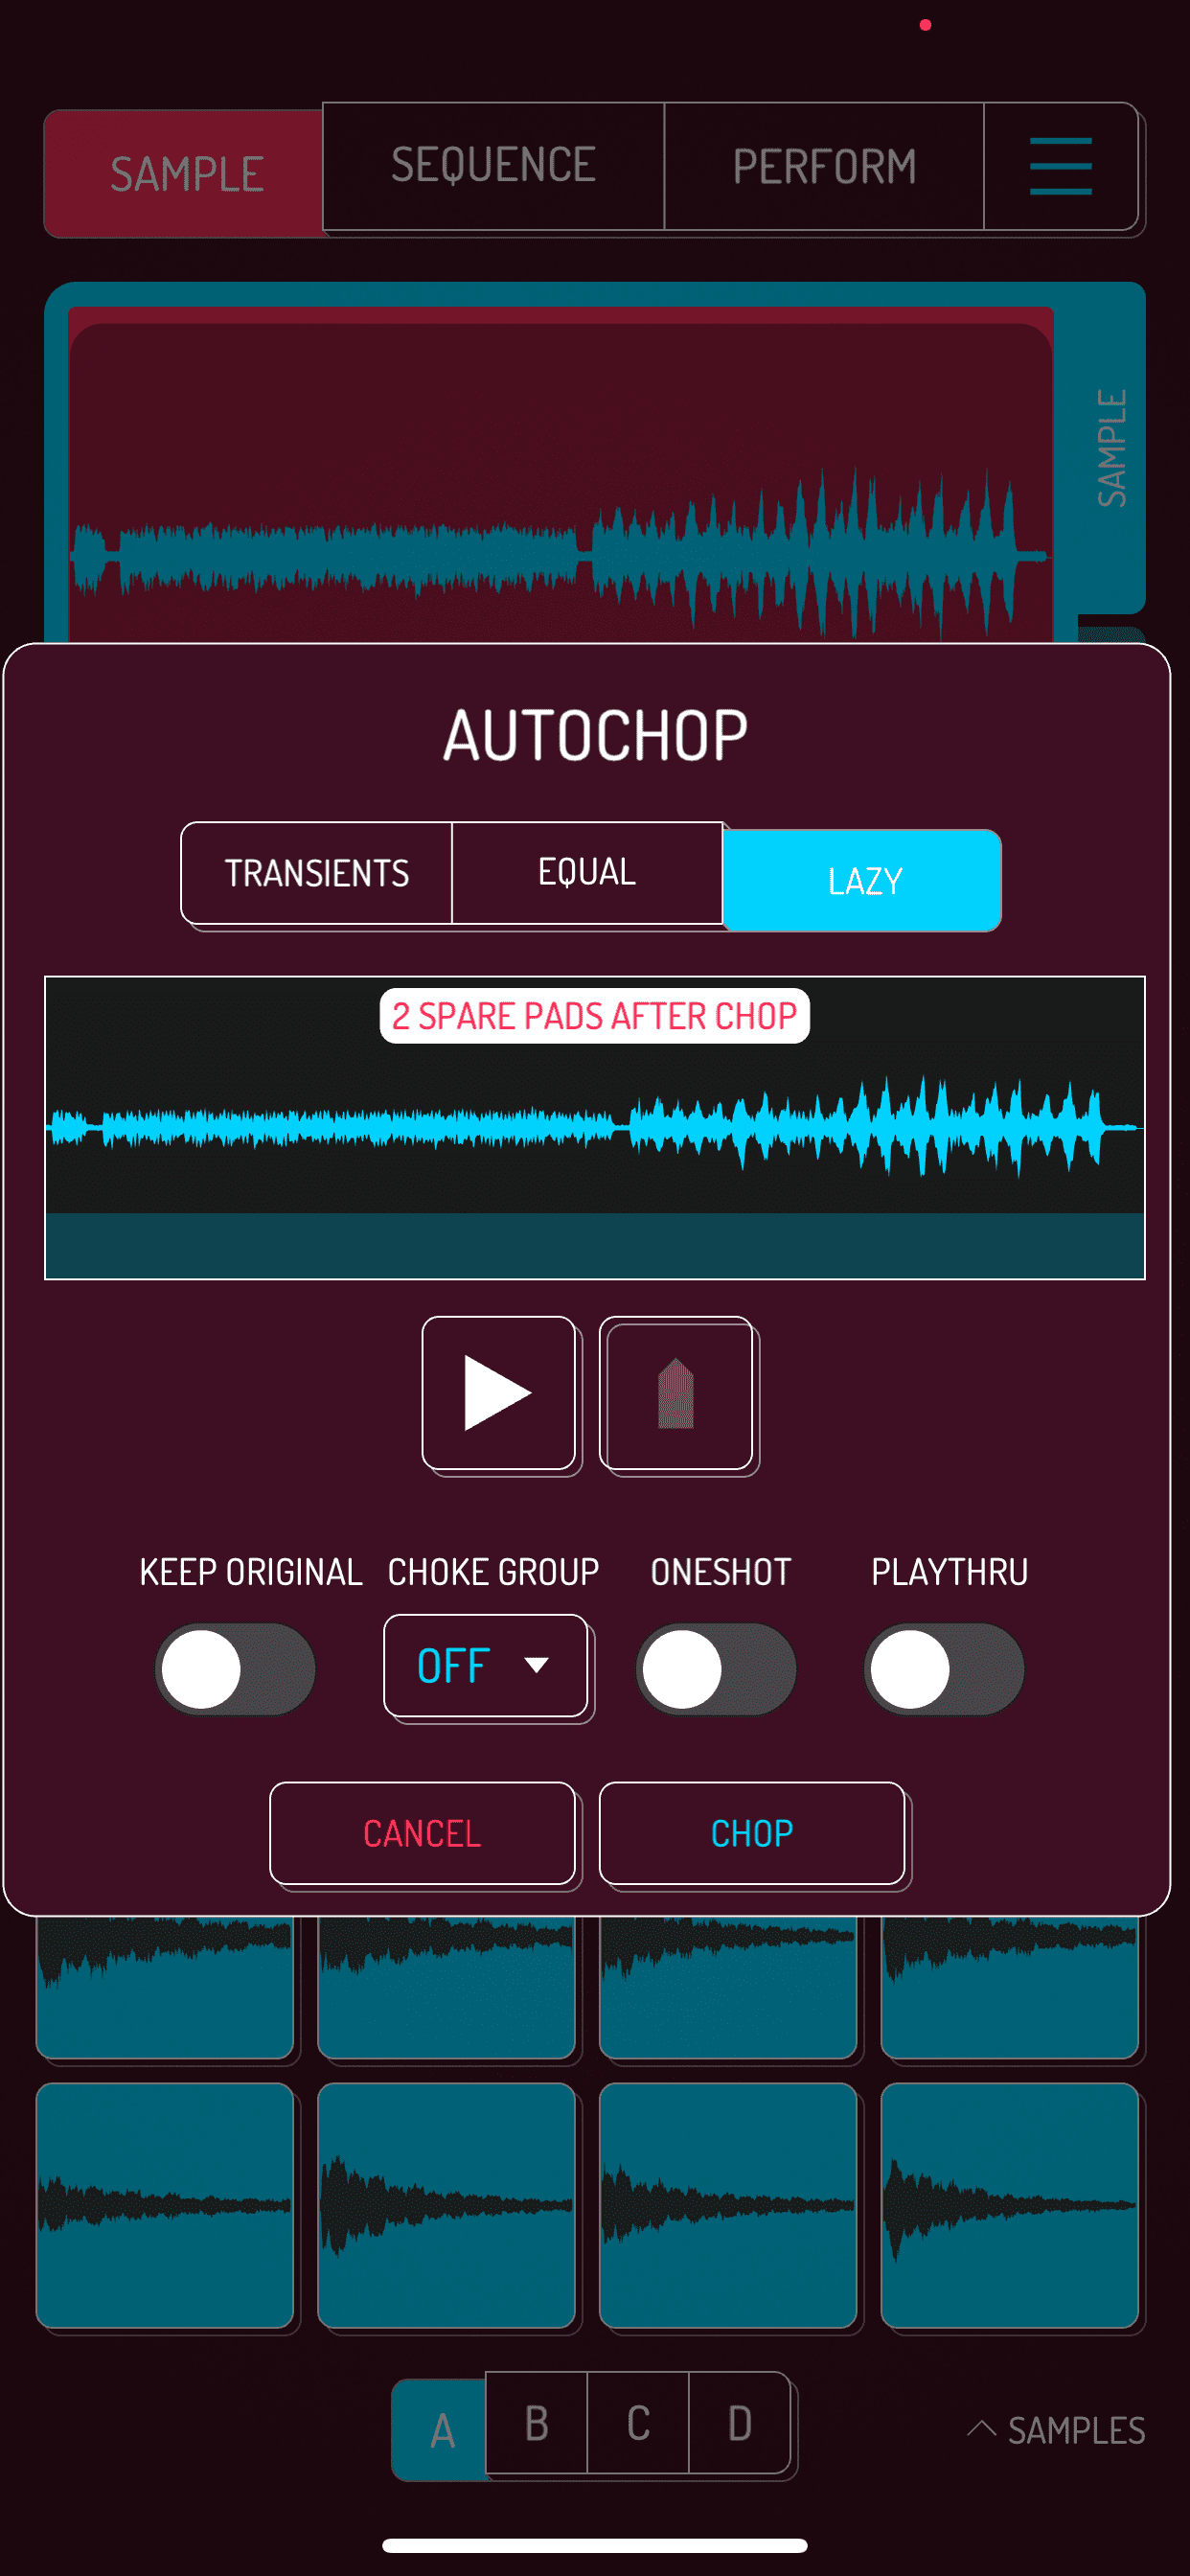 SAMPLE
SEQUENCE
PERFORM
SAMPLE
AUTOCHOP
TRANSIENTS
EQUAL
LAZY
2 SPARE PADS AFTER CHOP
KEEP ORIGINAL
CHOKE GROUP
ONESHOT
PLAYTHRU
OFF
CANCEL
CHOP
A
B
C
D
SAMPLES